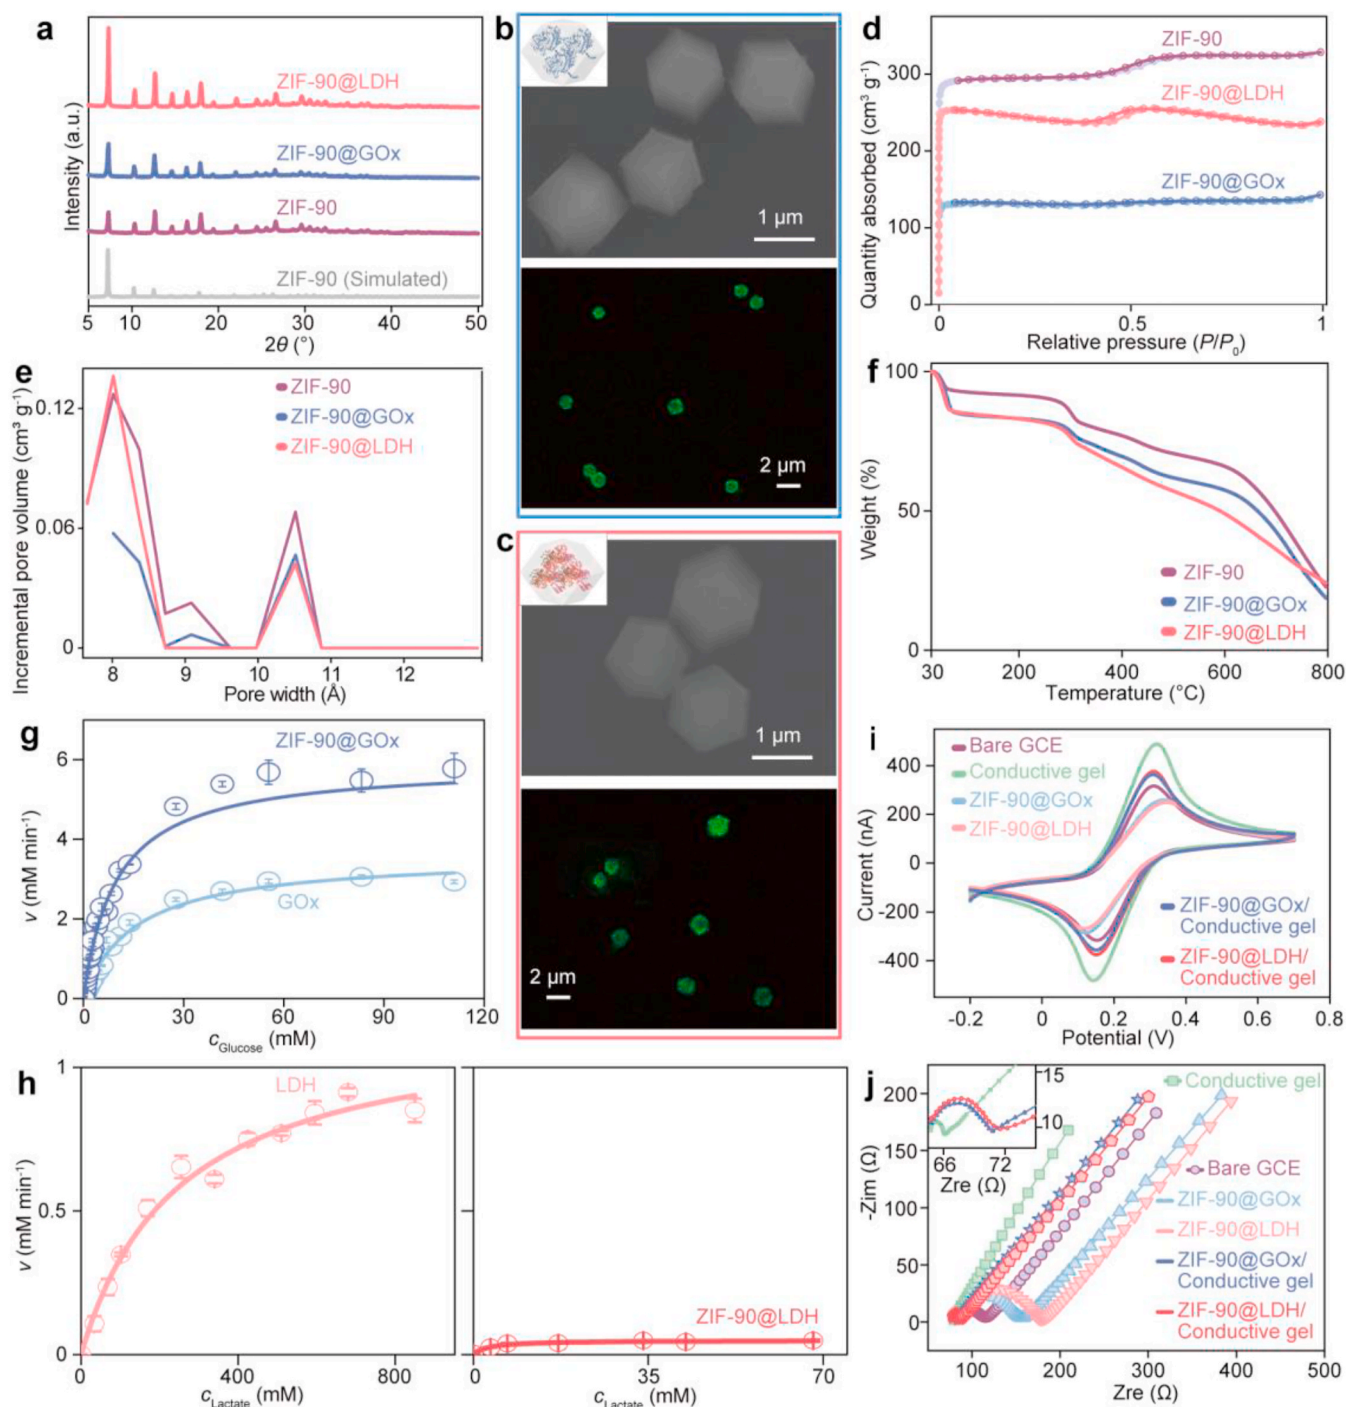 a
ZIF-90@LDH
ZIF-90@GOx
ZIF-90
ZIF-90 (Simulated)
Intensity (a.u.)
5 10 20 30 40 50
2θ (°)
b
1 μm
2 μm
c
1 μm
2 μm
d
ZIF-90
ZIF-90@LDH
ZIF-90@GOx
Quantity absorbed (cm³ g⁻¹)
300
200
100
0
0 0.5 1
Relative pressure (P/P₀)
e
ZIF-90
ZIF-90@GOx
ZIF-90@LDH
Incremental pore volume (cm³ g⁻¹)
0.12
0.06
0
8 9 10 11 12
Pore width (Å)
f
100
50
0
Weight (%)
ZIF-90
ZIF-90@GOx
ZIF-90@LDH
30 200 400 600 800
Temperature (°C)
g
ZIF-90@GOx
GOx
v (mM min⁻¹)
6
4
2
0
0 30 60 90 120
c Glucose (mM)
h
LDH
v (mM min⁻¹)
1
0.5
0
0 400 800
c Lactate (mM)
ZIF-90@LDH
0 35 70
c Lactate (mM)
i
Bare GCE
Conductive gel
ZIF-90@GOx
ZIF-90@LDH
ZIF-90@GOx/
Conductive gel
ZIF-90@LDH/
Conductive gel
Current (nA)
400
200
0
-200
-400
-0.2 0 0.2 0.4 0.6 0.8
Potential (V)
j
200
150
100
50
0
-Zim (Ω)
15
10
66 72
Zre (Ω)
Conductive gel
Bare GCE
ZIF-90@GOx
ZIF-90@LDH
ZIF-90@GOx/
Conductive gel
ZIF-90@LDH/
Conductive gel
100 200 300 400 500
Zre (Ω)